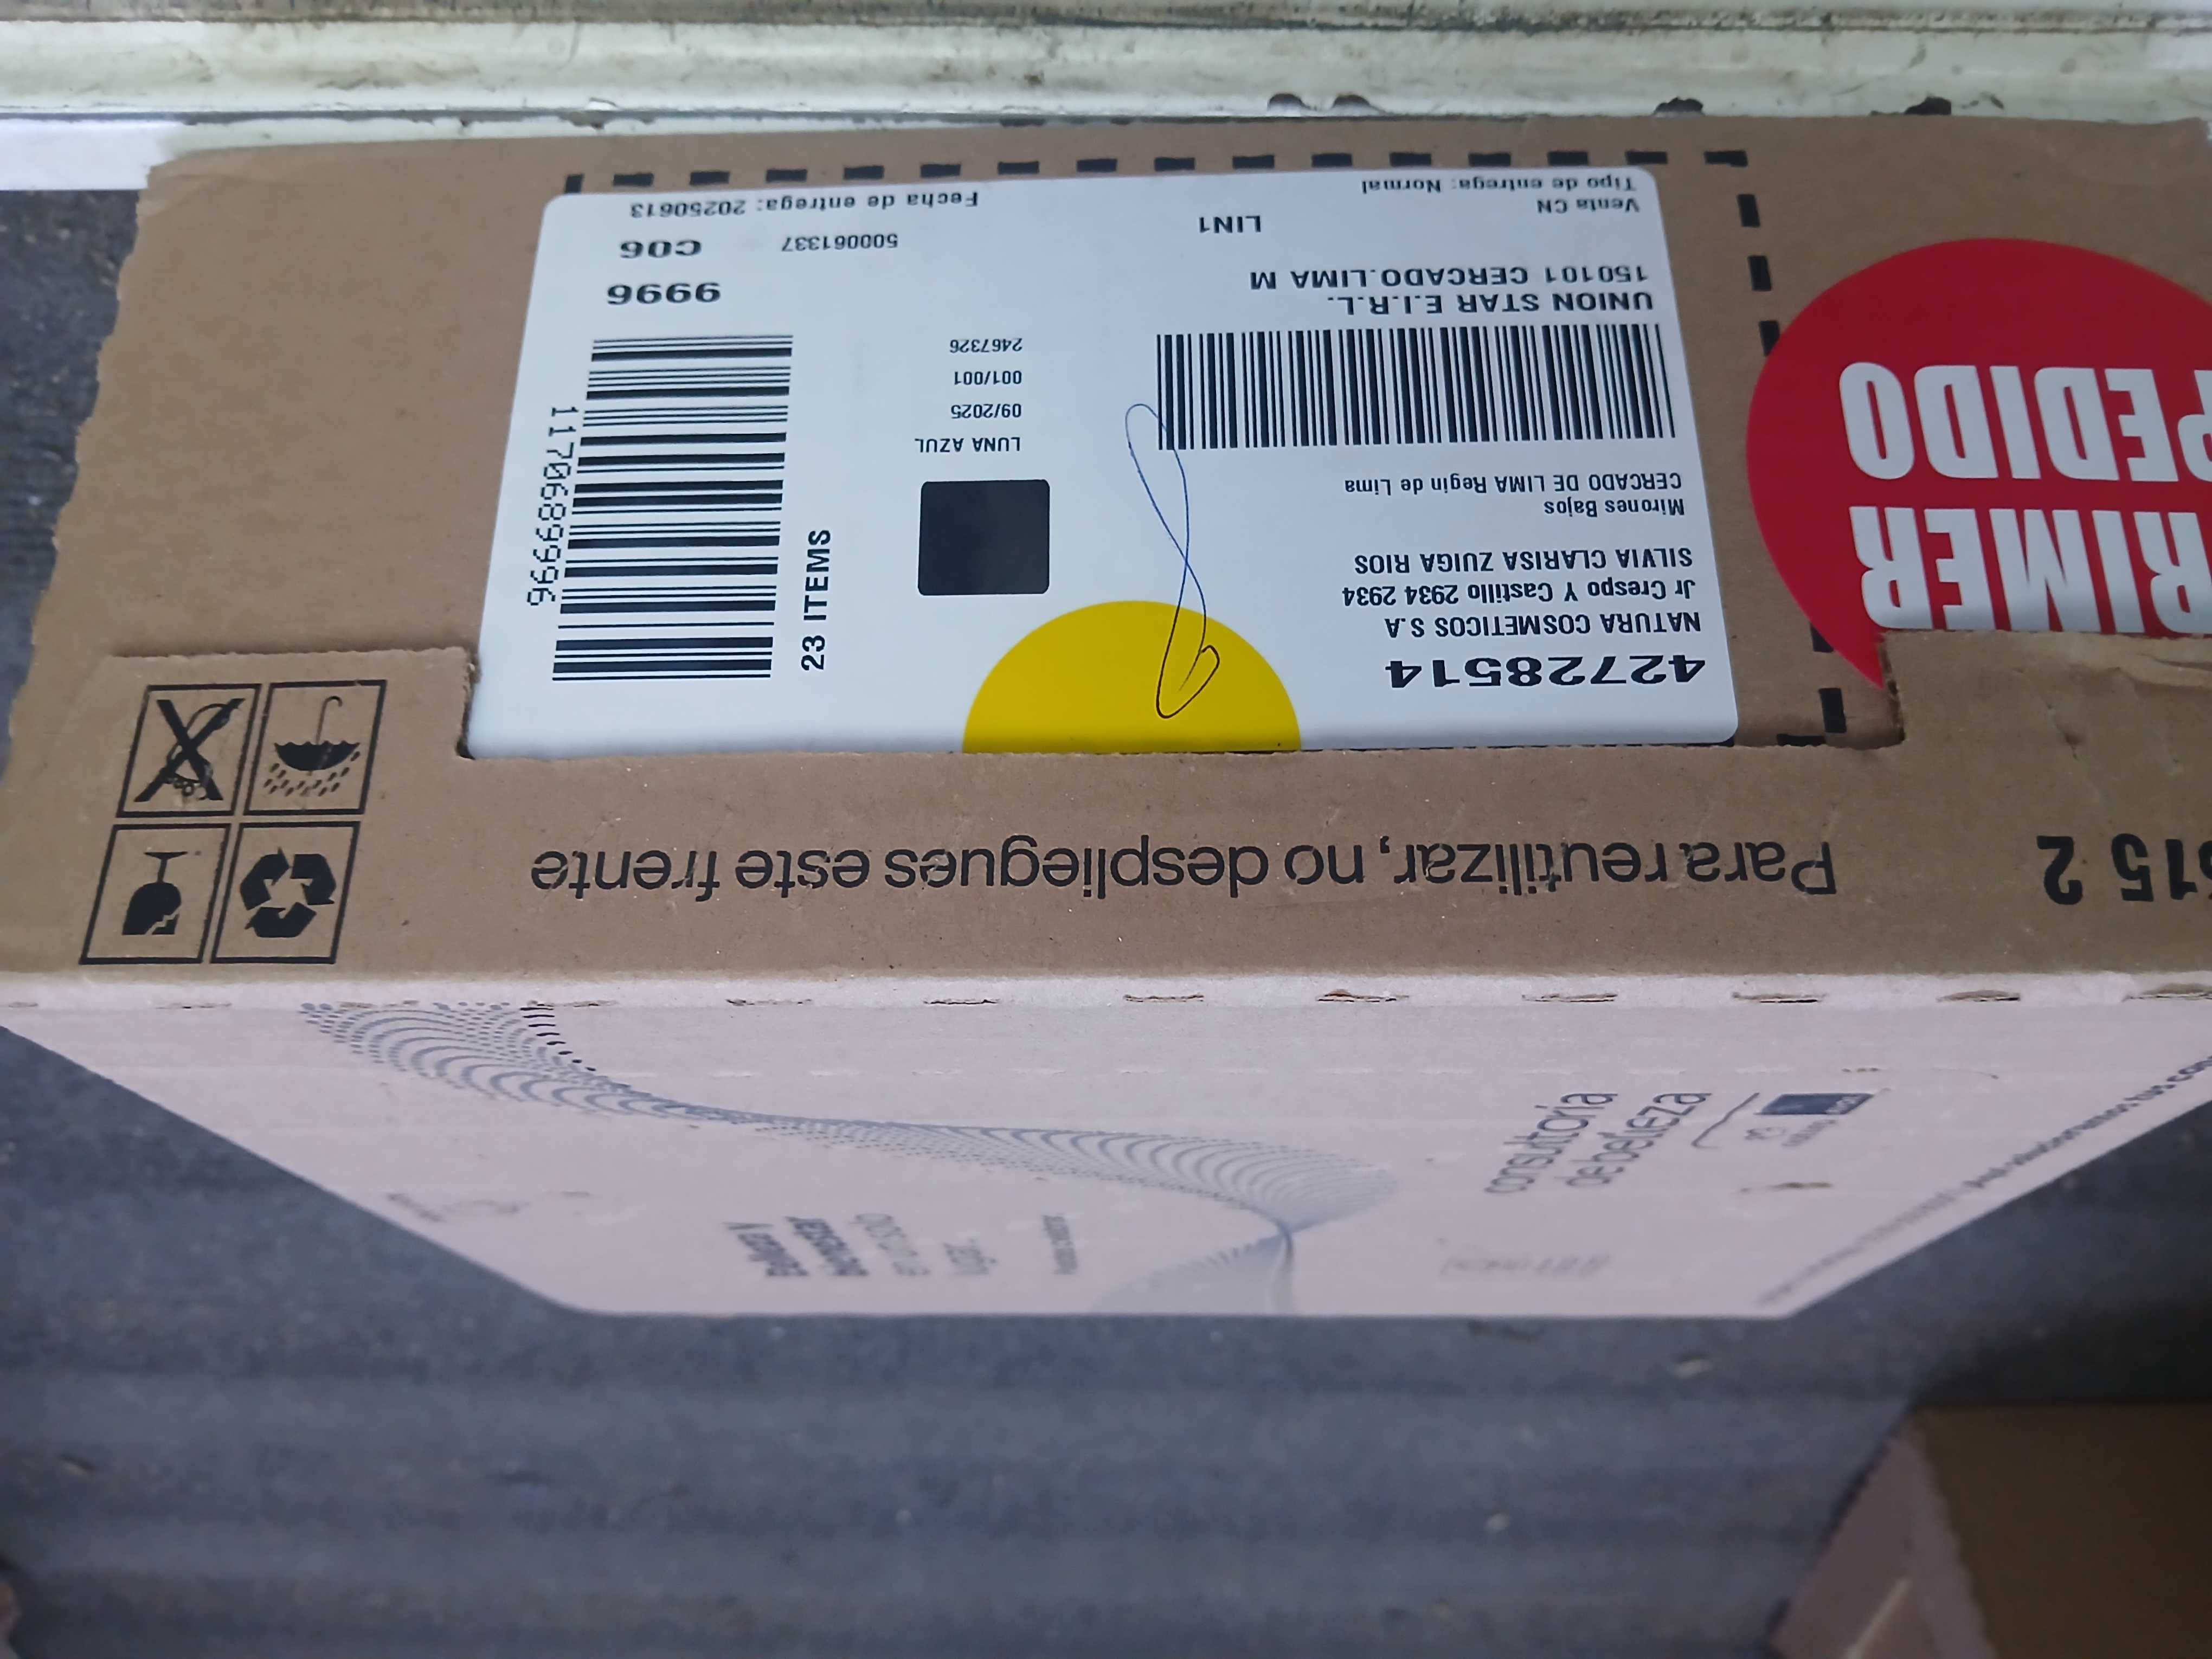 615 2
Para reutilizar, no despliegues este frente
RIMER
PEDIDO
42728514
NATURA COSMETICOS S.A
Jr Crespo Y Castillo 2934 2934
SILVIA CLARISA ZUIGA RIOS
Mirones Bajos
CERCADO DE LIMA Regin de Lima
UNION STAR E.I.R.L.
150101 CERCADO.LIMA M
Venta CN
Tipo de entrega: Normal
LIN1
LUNA AZUL
09/2025
001/001
2467326
23 ITEMS
1170689996
9996
C06
500061337
Fecha de entrega: 20250613
consultoría
de belleza